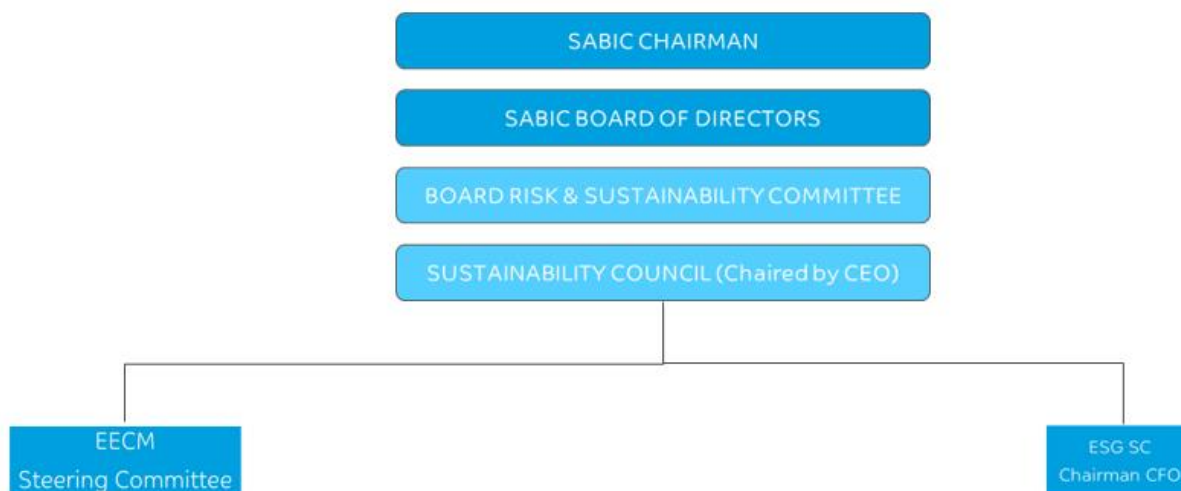 SABIC CHAIRMAN
SABIC BOARD OF DIRECTORS
BOARD RISK & SUSTAINABILITY COMMITTEE
SUSTAINABILITY COUNCIL (Chaired by CEO)
EECM
Steering Committee
ESG SC
Chairman CFO